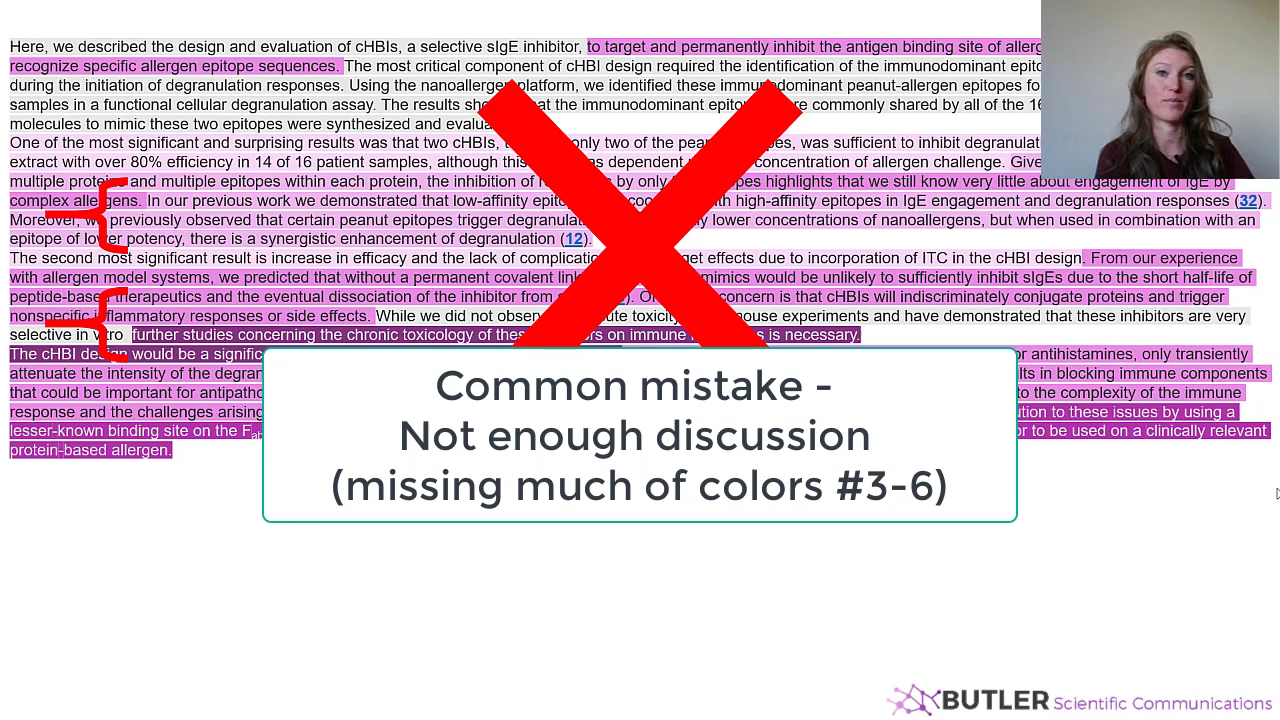 Here, we described the design and evaluation of cHBIs, a selective sIgE inhibitor, to target and permanently inhibit the antigen binding site of allerg
recognize specific allergen epitope sequences. The most critical component of cHBI design required the identification of the immunodominant epito
during the initiation of degranulation responses. Using the nanoallergen platform, we identified these immunodominant peanut-allergen epitopes fo
samples in a functional cellular degranulation assay. The results sho at the immunodominant epitop re commonly shared by all of the 16
molecules to mimic these two epitopes were synthesized and evalua
One of the most significant and surprising results was that two cHBIs, only two of the pea pes, was sufficient to inhibit degranulat
extract with over 80% efficiency in 14 of 16 patient samples, although this as dependent concentration of allergen challenge. Give
multiple proteins and multiple epitopes within each protein, the inhibition of by only opes highlights that we still know very little about engagement of IgE by
complex allergens. In our previous work we demonstrated that low-affinity epito coo th high-affinity epitopes in IgE engagement and degranulation responses (32).
Moreover, we previously observed that certain peanut epitopes trigger degranula y lower concentrations of nanoallergens, but when used in combination with an
epitope of lower potency, there is a synergistic enhancement of degranulation (12).
The second most significant result is increase in efficacy and the lack of complication get effects due to incorporation of ITC in the cHBI design. From our experience
with allergen model systems, we predicted that without a permanent covalent link mimics would be unlikely to sufficiently inhibit sIgEs due to the short half-life of
peptide-based therapeutics and the eventual dissociation of the inhibitor from concern is that cHBIs will indiscriminately conjugate proteins and trigger
nonspecific inflammatory responses or side effects. While we did not obser ute toxicity ouse experiments and have demonstrated that these inhibitors are very
selective in vitro further studies concerning the chronic toxicology of these ors on immune is necessary.
The cHBI design would be a signific or antihistamines, only transiently
attenuate the intensity of the degran lts in blocking immune components
that could be important for antipatho to the complexity of the immune
response and the challenges arising ution to these issues by using a
lesser-known binding site on the Fab or to be used on a clinically relevant
protein-based allergen.
Common mistake -
Not enough discussion
(missing much of colors #3-6)
BUTLER Scientific Communications